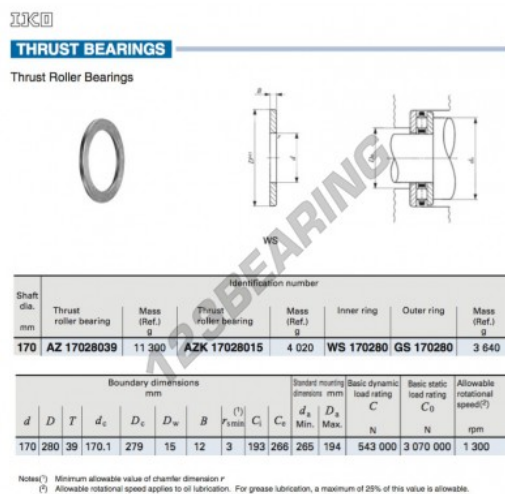 IKO
THRUST BEARINGS
Thrust Roller Bearings
B
r
D
d
Da
da
WS
123BEARING
Identification number
Shaft dia. mm
Thrust roller bearing
Mass (Ref.) g
Thrust roller bearing
Mass (Ref.) g
Inner ring
Outer ring
Mass (Ref.) g
170 AZ 17028039 11 300 AZK 17028015 4 020 WS 170280 GS 170280 3 640
Boundary dimensions mm
Standard mounting dimensions mm
Basic dynamic load rating C N
Basic static load rating C0 N
Allowable rotational speed(2) rpm
d D T dc Dc Dw B rs min(1) Ci Ce da Min. Da Max.
170 280 39 170.1 279 15 12 3 193 266 265 194 543 000 3 070 000 1 300
Notes(1) Minimum allowable value of chamfer dimension r
(2) Allowable rotational speed applies to oil lubrication. For grease lubrication, a maximum of 25% of this value is allowable.